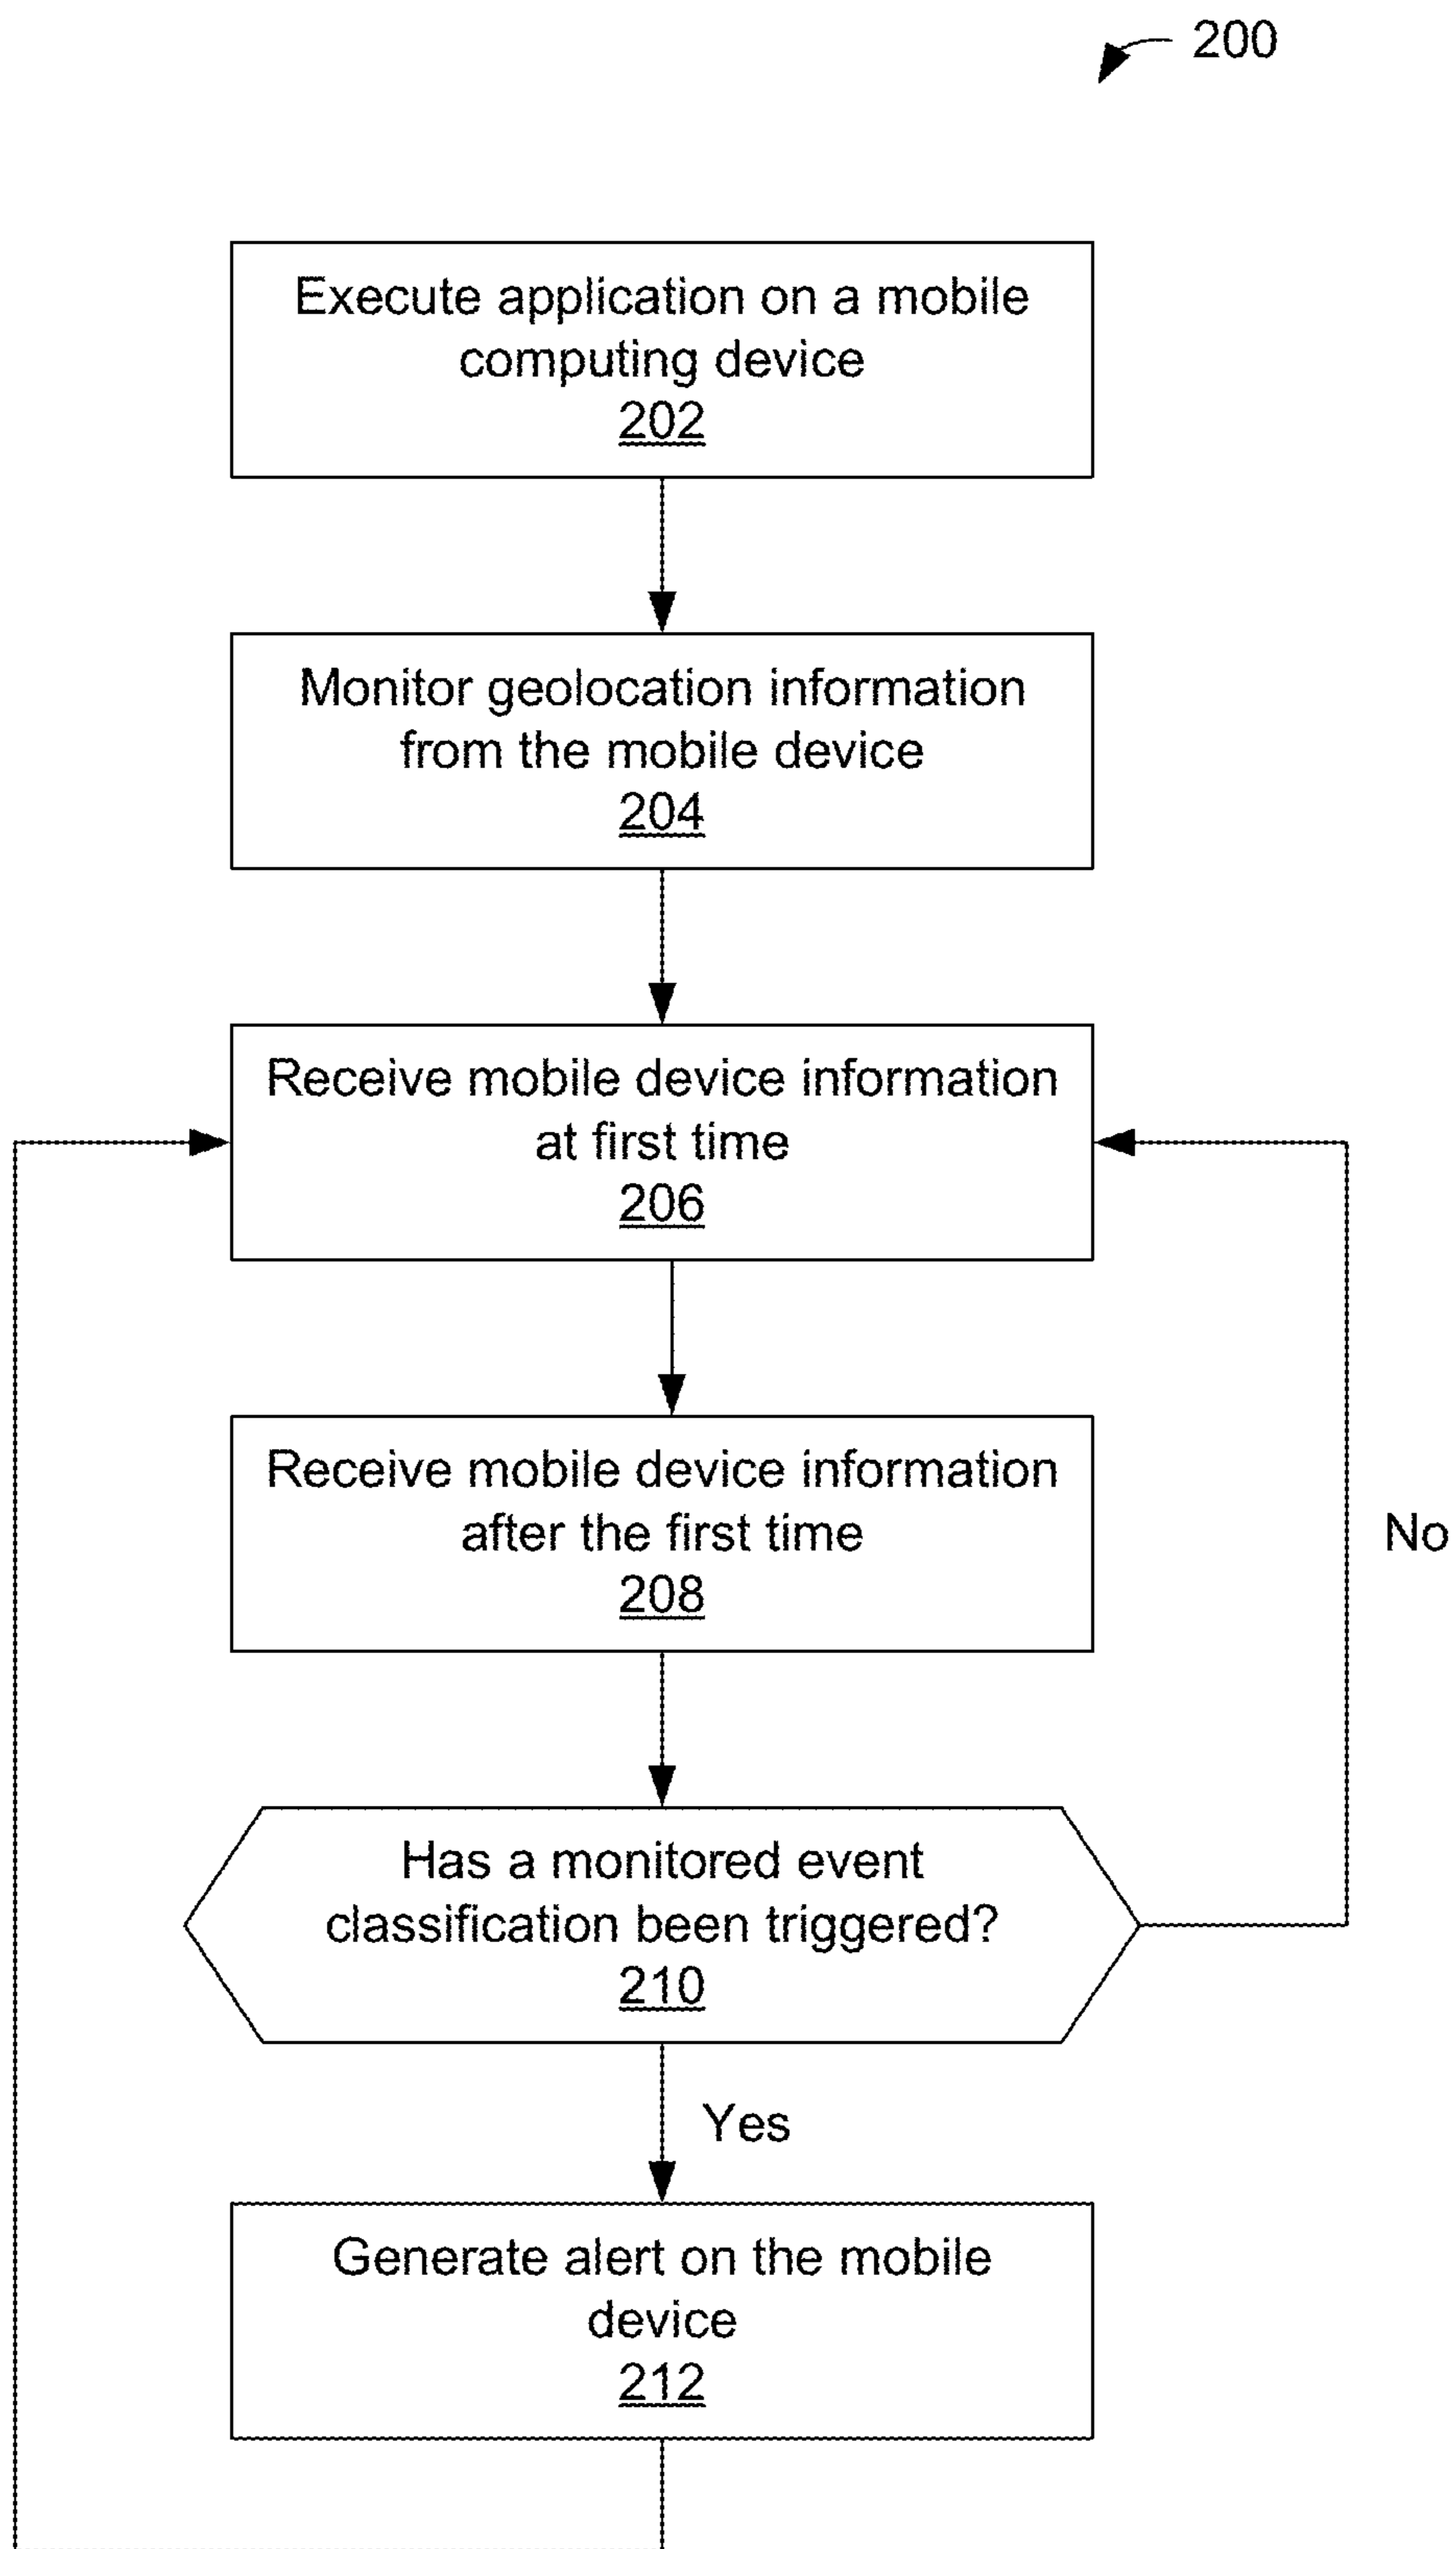 200
Execute application on a mobile
computing device
202
Monitor geolocation information
from the mobile device
204
Receive mobile device information
at first time
206
Receive mobile device information
after the first time
208
No
Has a monitored event
classification been triggered?
210
Yes
Generate alert on the mobile
device
212